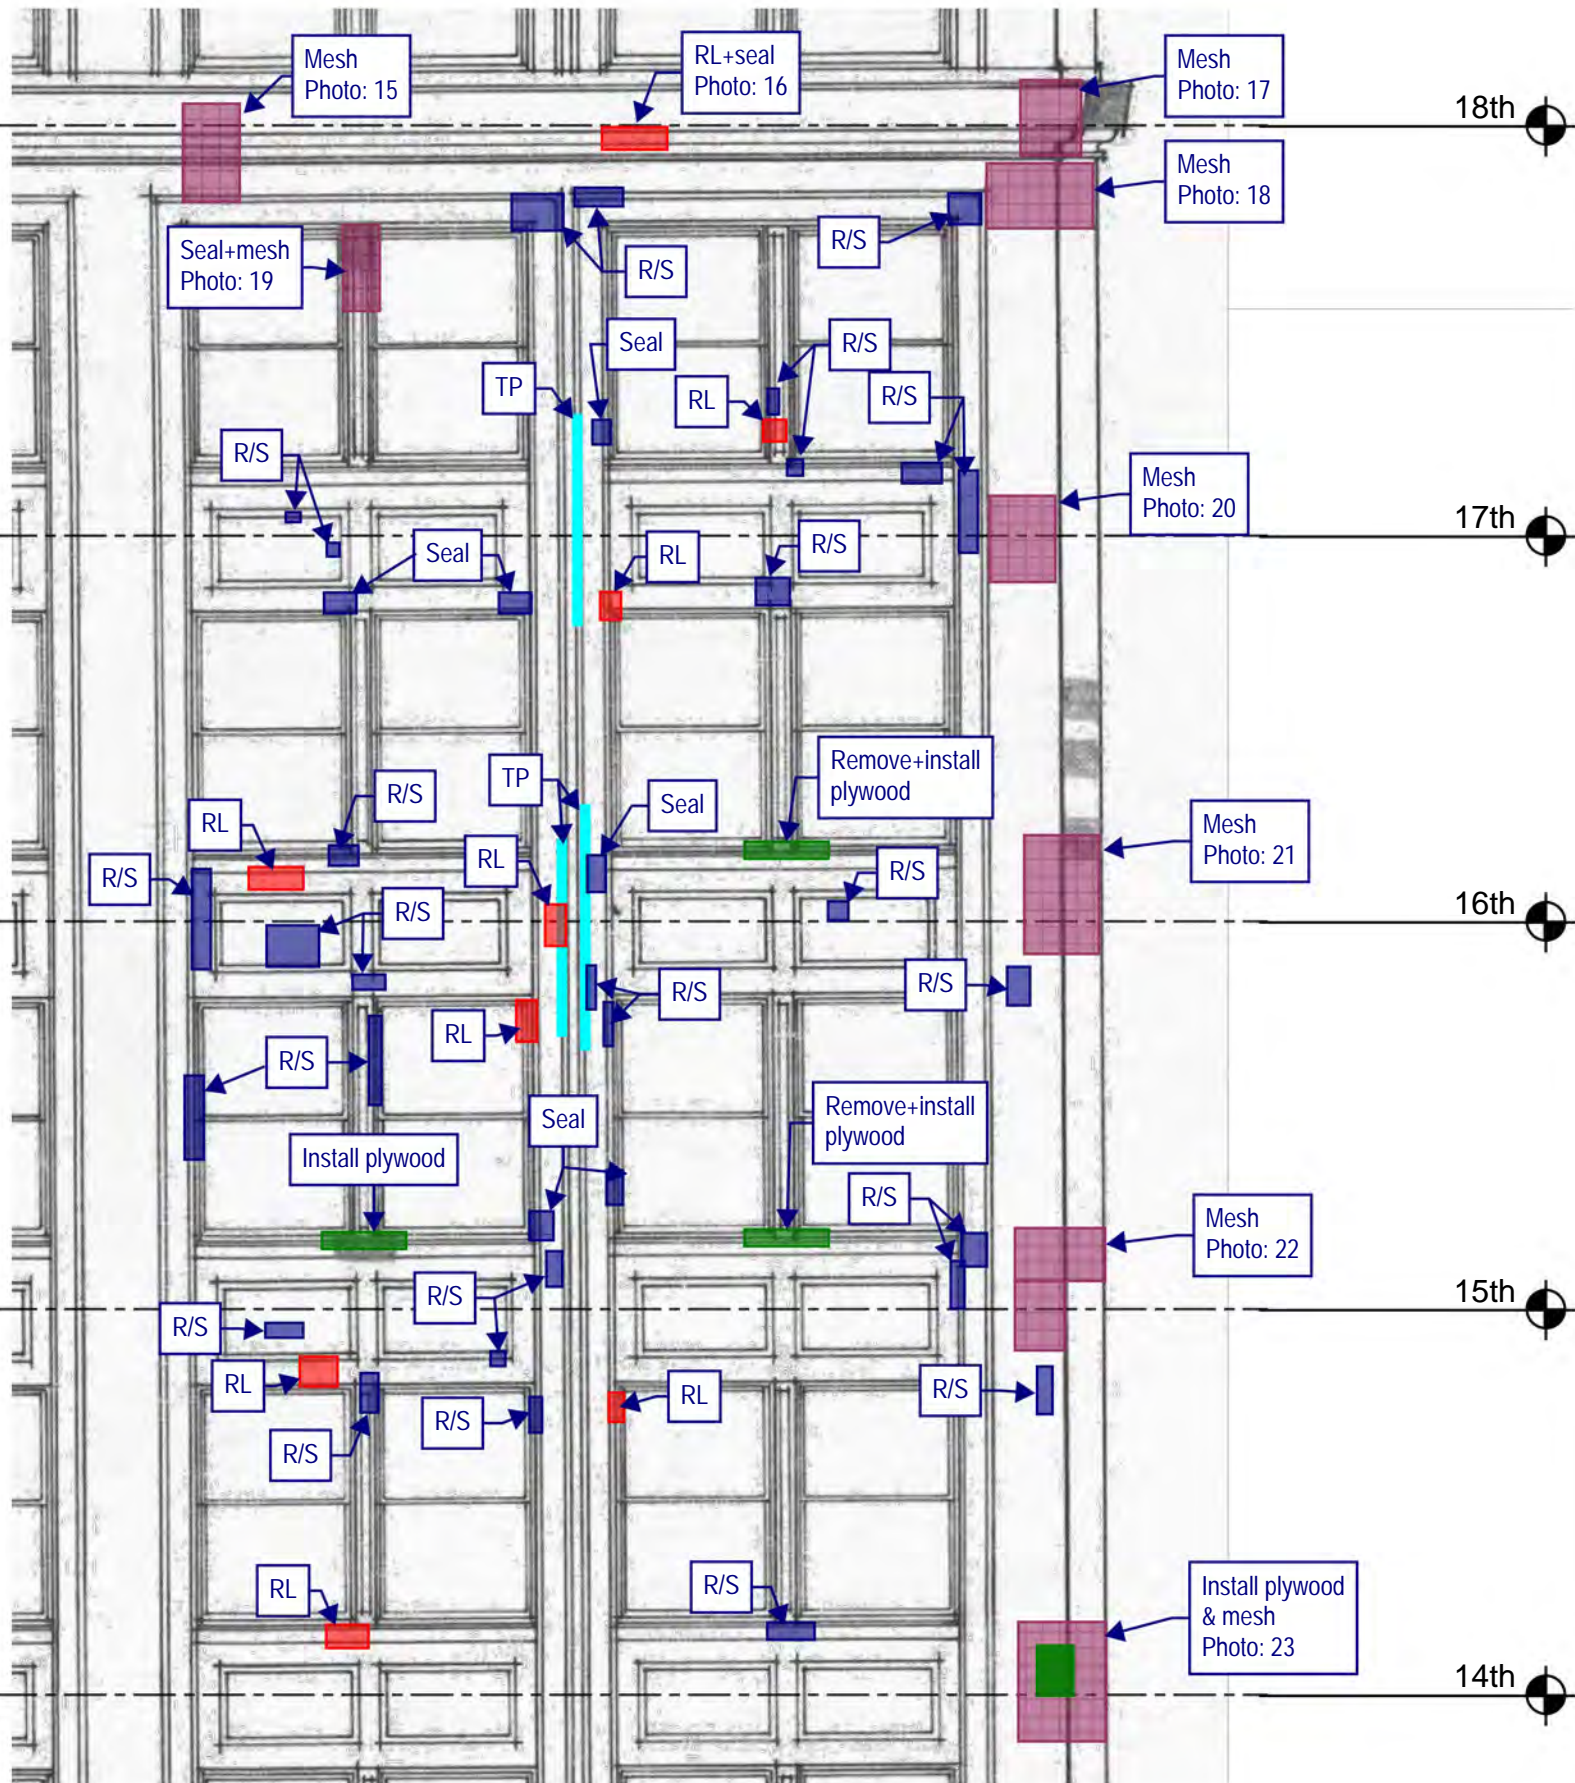 Mesh
Photo: 15
RL+seal
Photo: 16
Mesh
Photo: 17
18th
Mesh
Photo: 18
Seal+mesh
Photo: 19
R/S
R/S
Seal
R/S
TP
RL
R/S
R/S
Mesh
Photo: 20
17th
Seal
RL
R/S
TP
R/S
Seal
Remove+install
plywood
RL
RL
Mesh
Photo: 21
R/S
R/S
R/S
16th
R/S
R/S
RL
R/S
Seal
Remove+install
plywood
Install plywood
R/S
Mesh
Photo: 22
R/S
15th
R/S
RL
RL
R/S
R/S
R/S
RL
R/S
Install plywood
& mesh
Photo: 23
14th